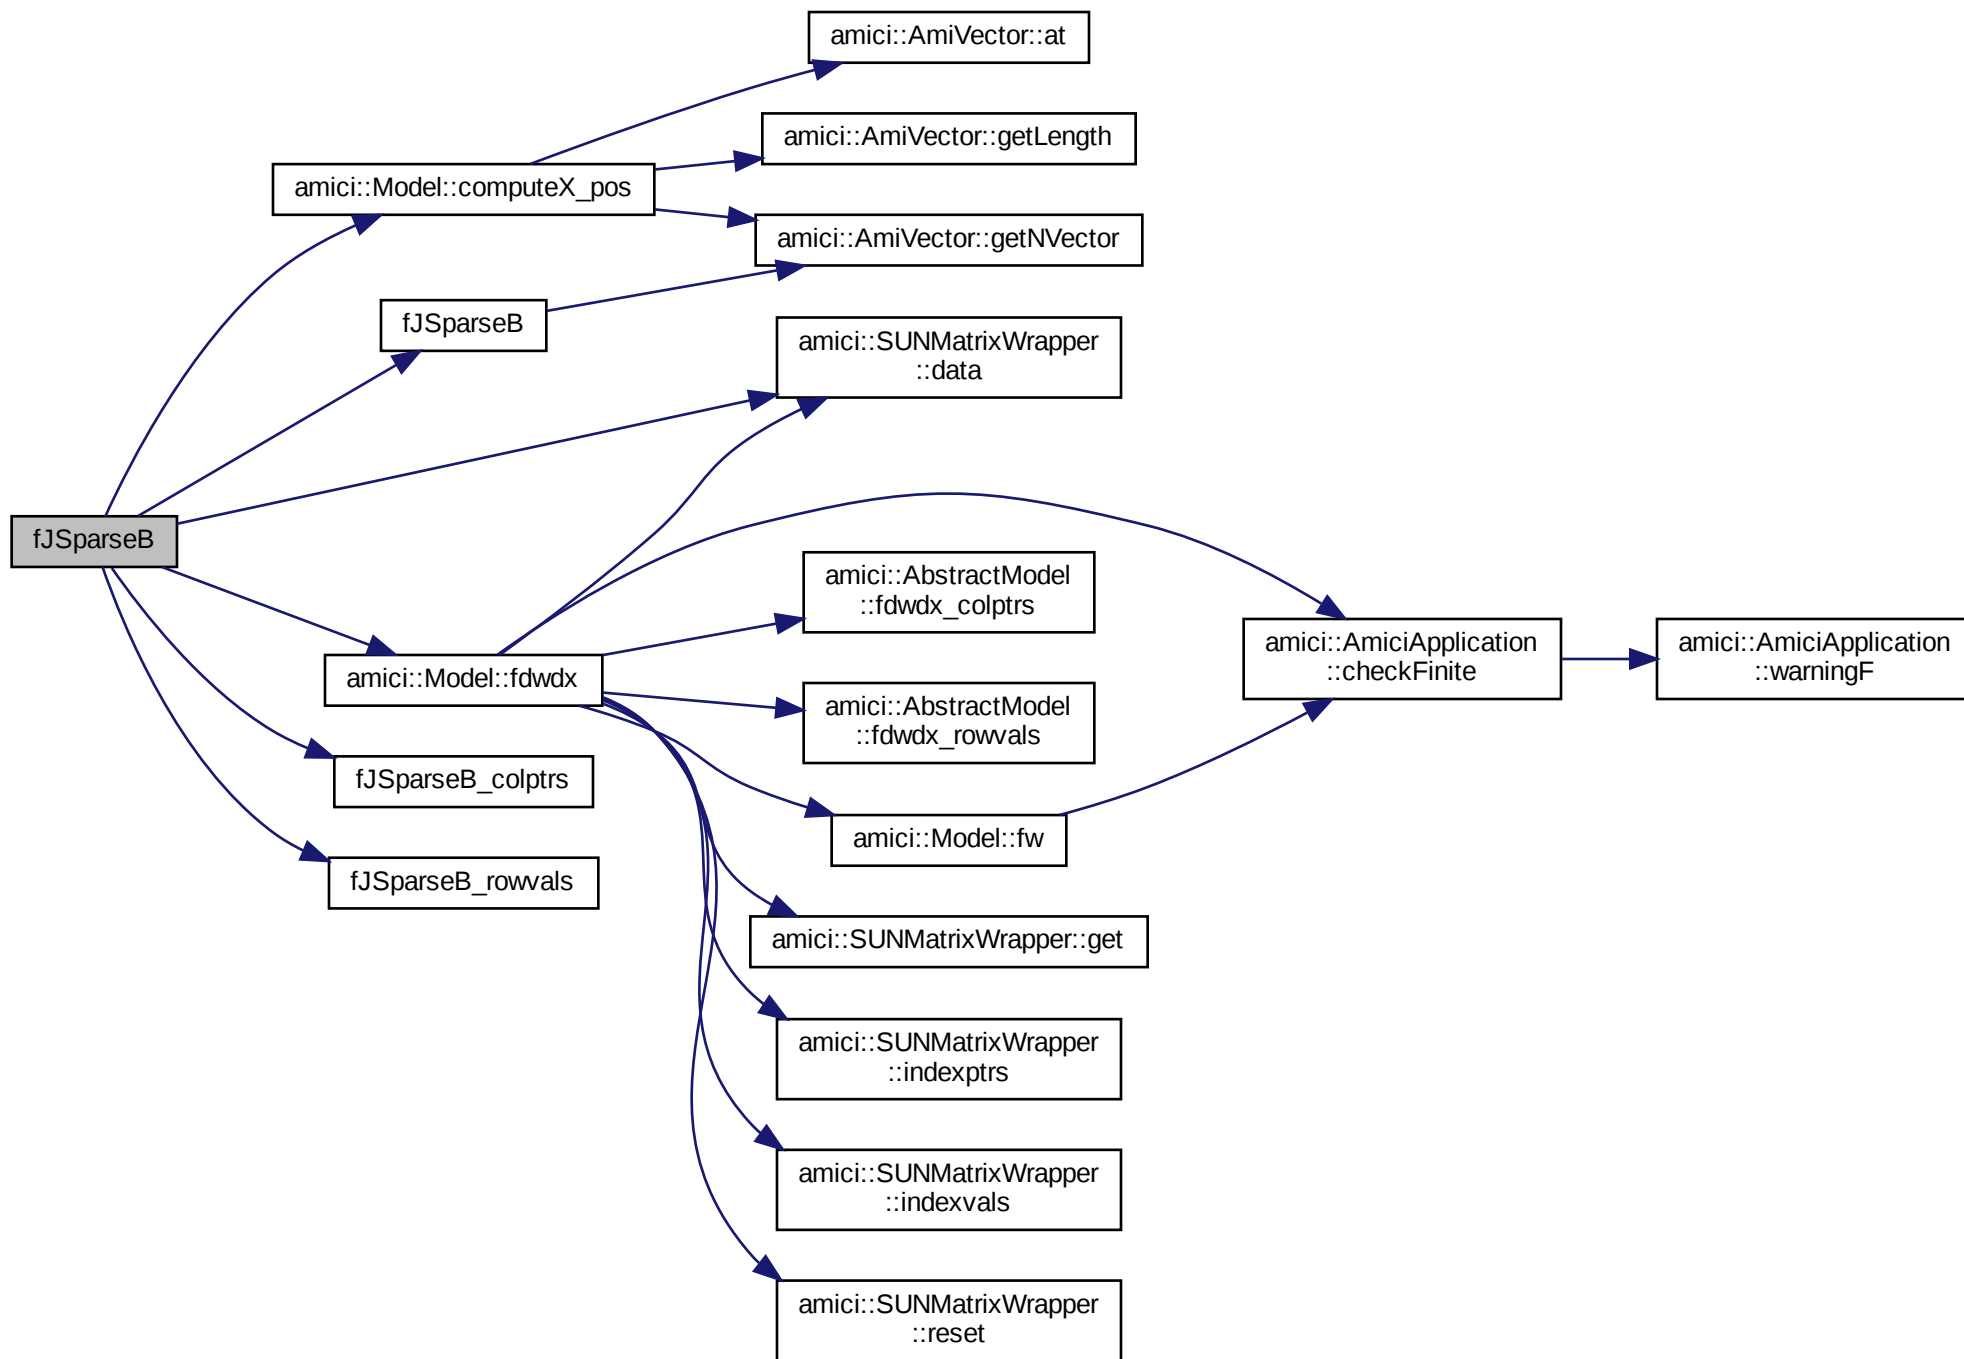 amici::AmiVector::at
amici::AmiVector::getLength
amici::Model::computeX_pos
amici::AmiVector::getNVector
fJSparseB
amici::SUNMatrixWrapper
::data
fJSparseB
amici::AbstractModel
::fdwdx_colptrs
amici::AmiciApplication
::checkFinite
amici::AmiciApplication
::warningF
amici::Model::fdwdx
amici::AbstractModel
::fdwdx_rowvals
fJSparseB_colptrs
amici::Model::fw
fJSparseB_rowvals
amici::SUNMatrixWrapper::get
amici::SUNMatrixWrapper
::indexptrs
amici::SUNMatrixWrapper
::indexvals
amici::SUNMatrixWrapper
::reset